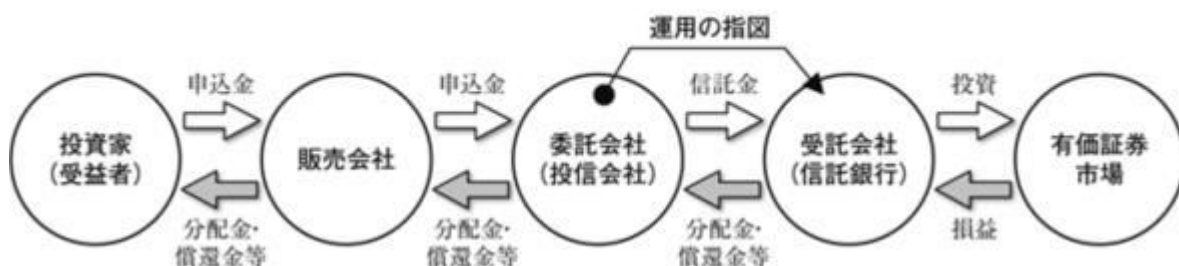 運用の指図
申込金
申込金
信託金
投資
投資家
(受益者)
販売会社
委託会社
(投信会社)
受託会社
(信託銀行)
有価証券
市場
分配金・
償還金等
分配金・
償還金等
分配金・
償還金等
損益